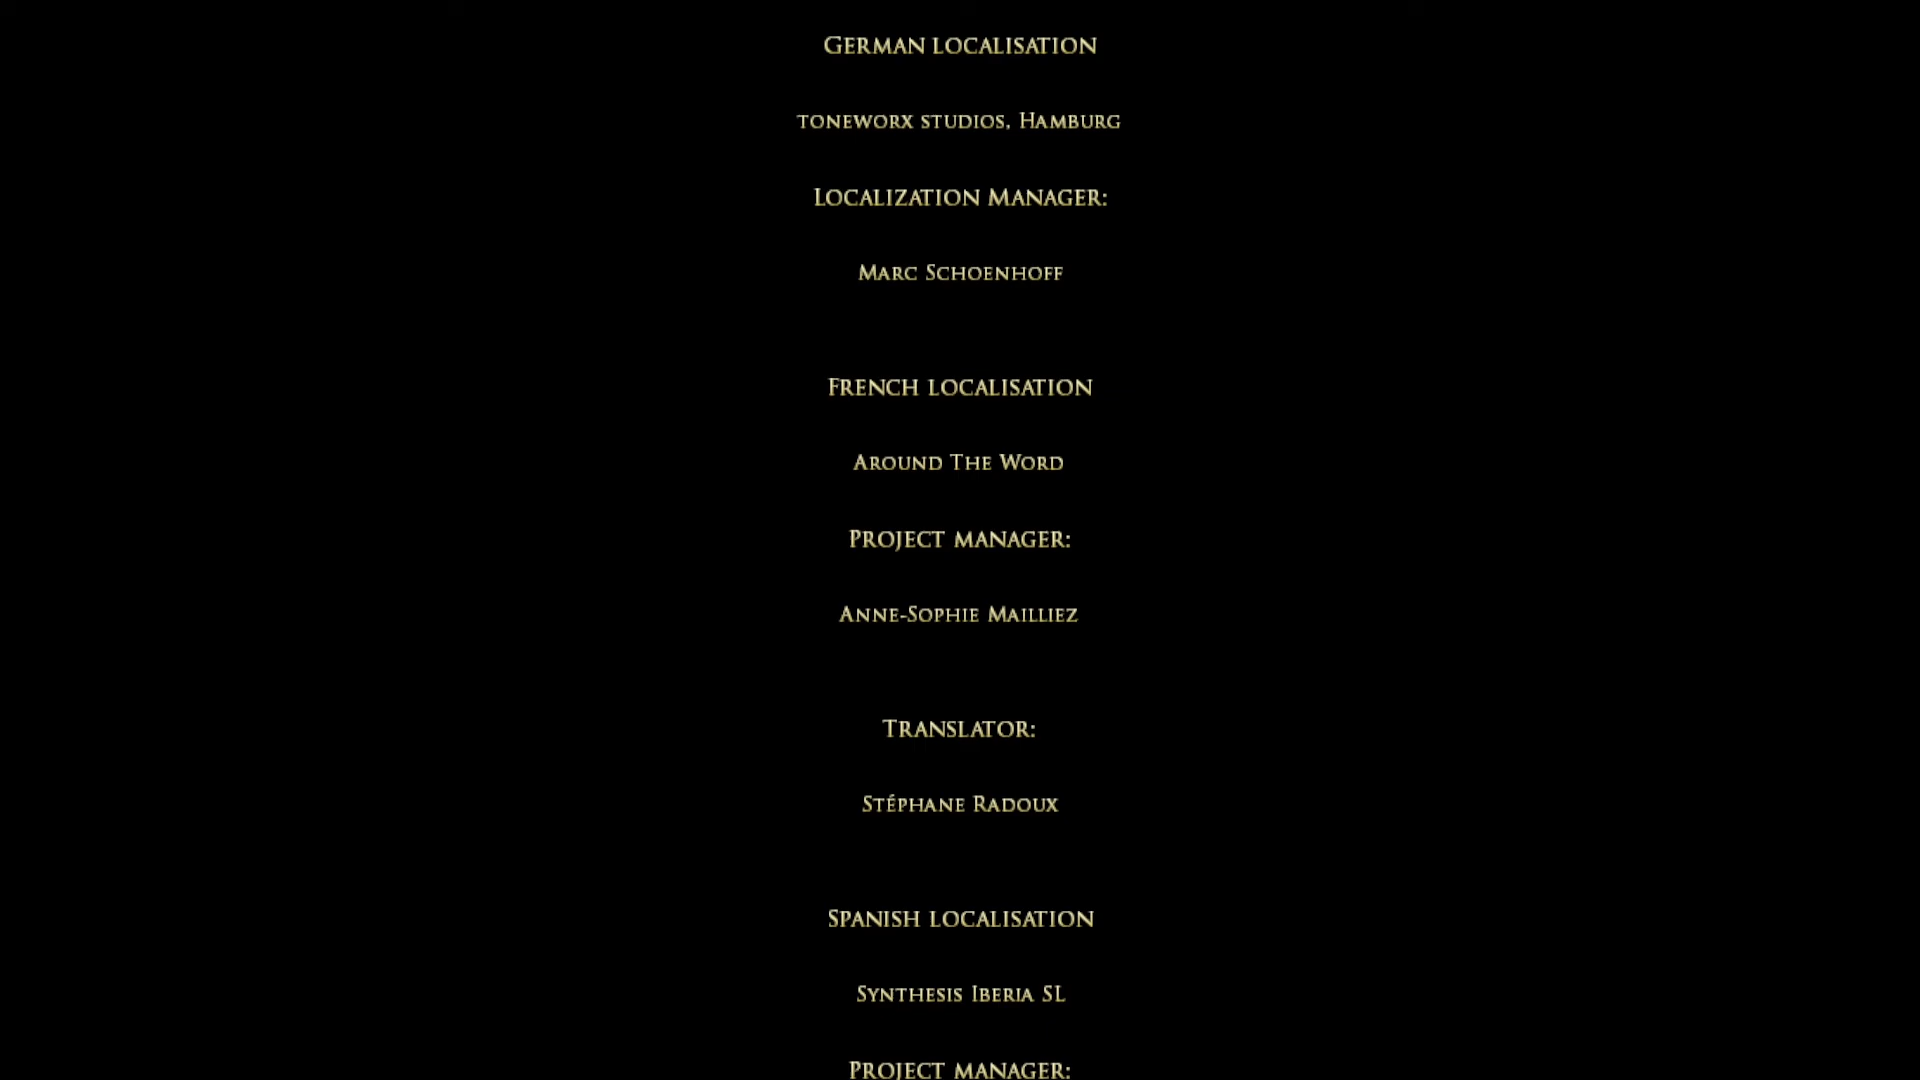 German localisation
toneworx studios, Hamburg
Localization Manager:
Marc Schoenhoff
French localisation
Around The Word
Project manager:
Anne-Sophie Mailliez
Translator:
Stéphane Radoux
Spanish localisation
Synthesis Iberia SL
Project manager: